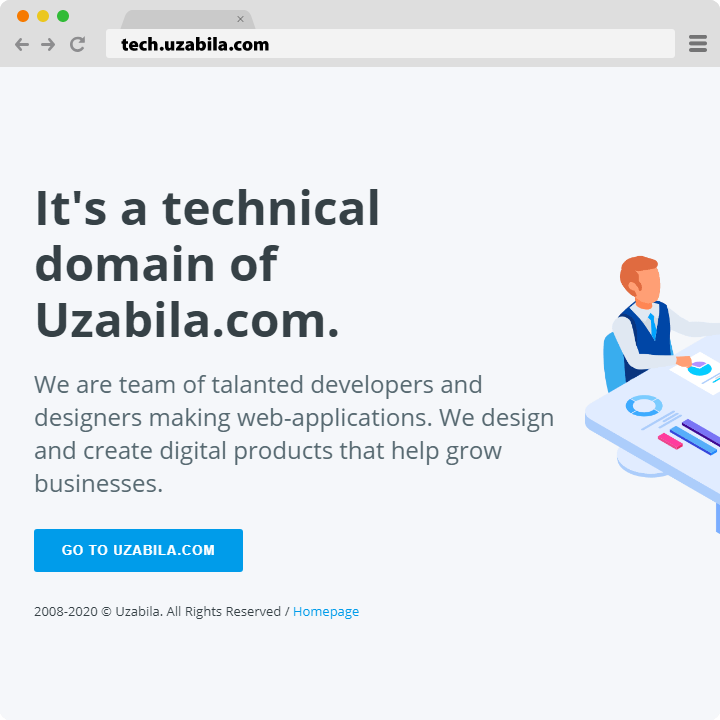 tech.uzabila.com
It's a technical
domain of
Uzabila.com.
We are team of talanted developers and
designers making web-applications. We design
and create digital products that help grow
businesses.
GO TO UZABILA.COM
2008-2020 © Uzabila. All Rights Reserved / Homepage